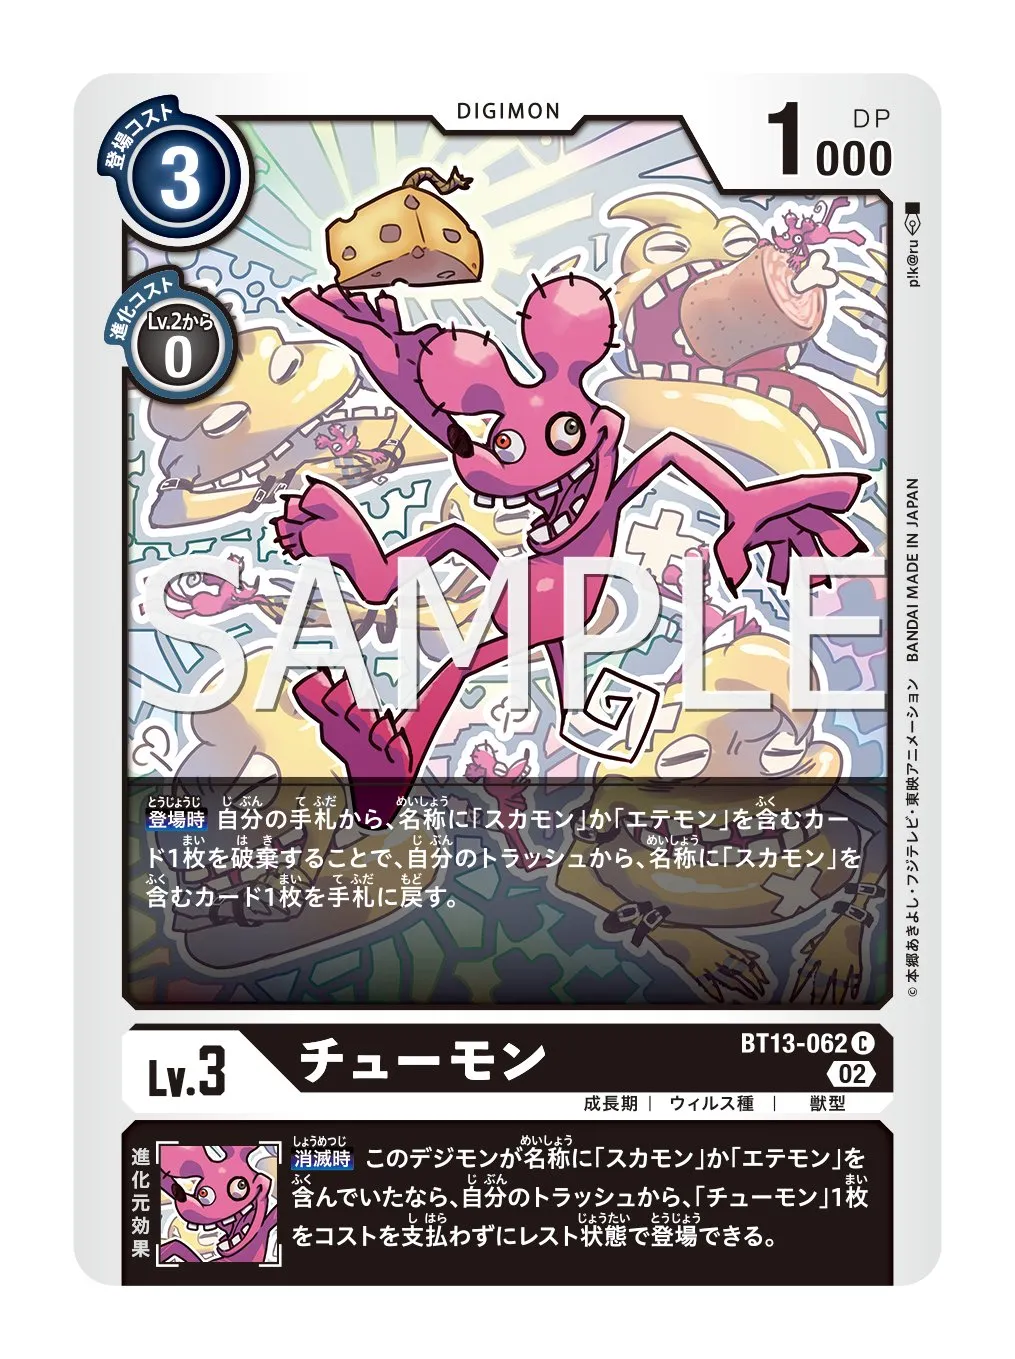 DIGIMON
登場コスト
3
1000
DP
進化コスト
Lv.2から
0
p!k@ru
SAMPLE
登場時 自分の手札から、名称に「スカモン」か「エテモン」を含むカー
ド1枚を破棄することで、自分のトラッシュから、名称に「スカモン」を
含むカード1枚を手札に戻す。
© 本郷あきよし・フジテレビ・東映アニメーション BANDAI MADE IN JAPAN
Lv.3
チューモン
BT13-062 C
02
成長期 | ウィルス種 | 獣型
進化元効果
消滅時 このデジモンが名称に「スカモン」か「エテモン」を
含んでいたなら、自分のトラッシュから、「チューモン」1枚
をコストを支払わずにレスト状態で登場できる。